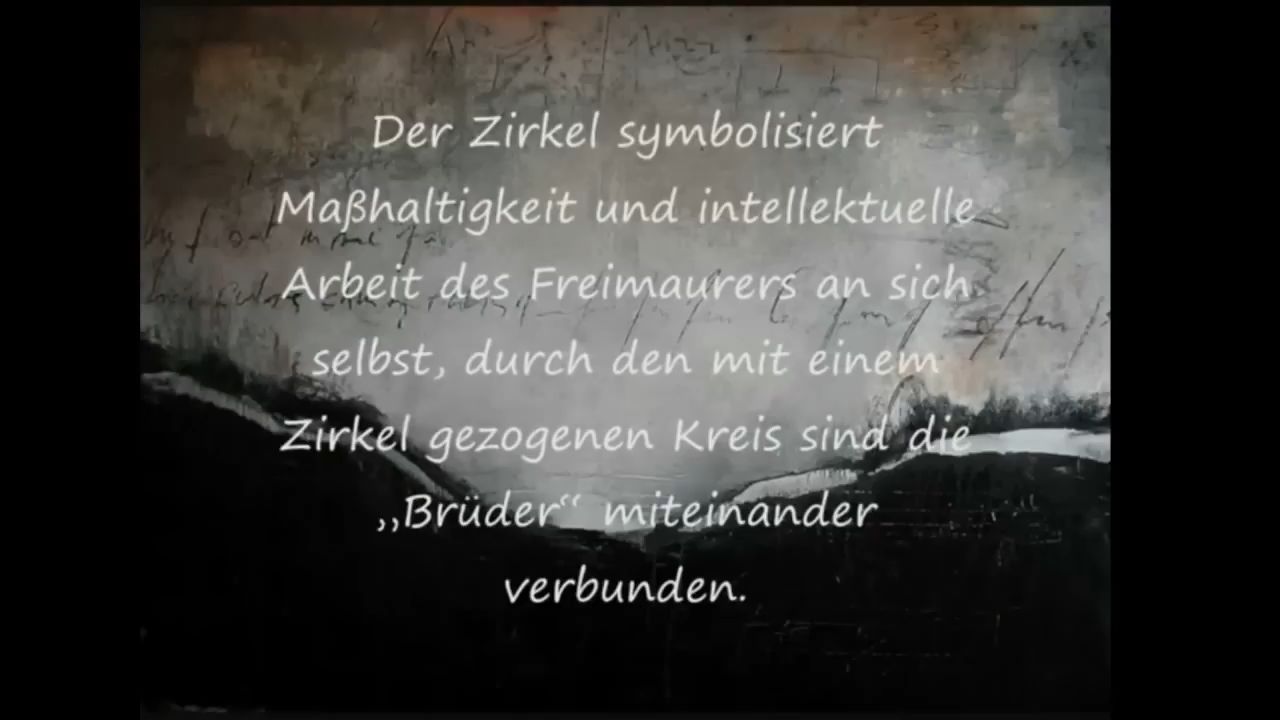 Der Zirkel symbolisiert
Maßhaltigkeit und intellektuelle
Arbeit des Freimaurers an sich
selbst, durch den mit einem
Zirkel gezogenen Kreis sind die
„Brüder“ miteinander
verbunden.